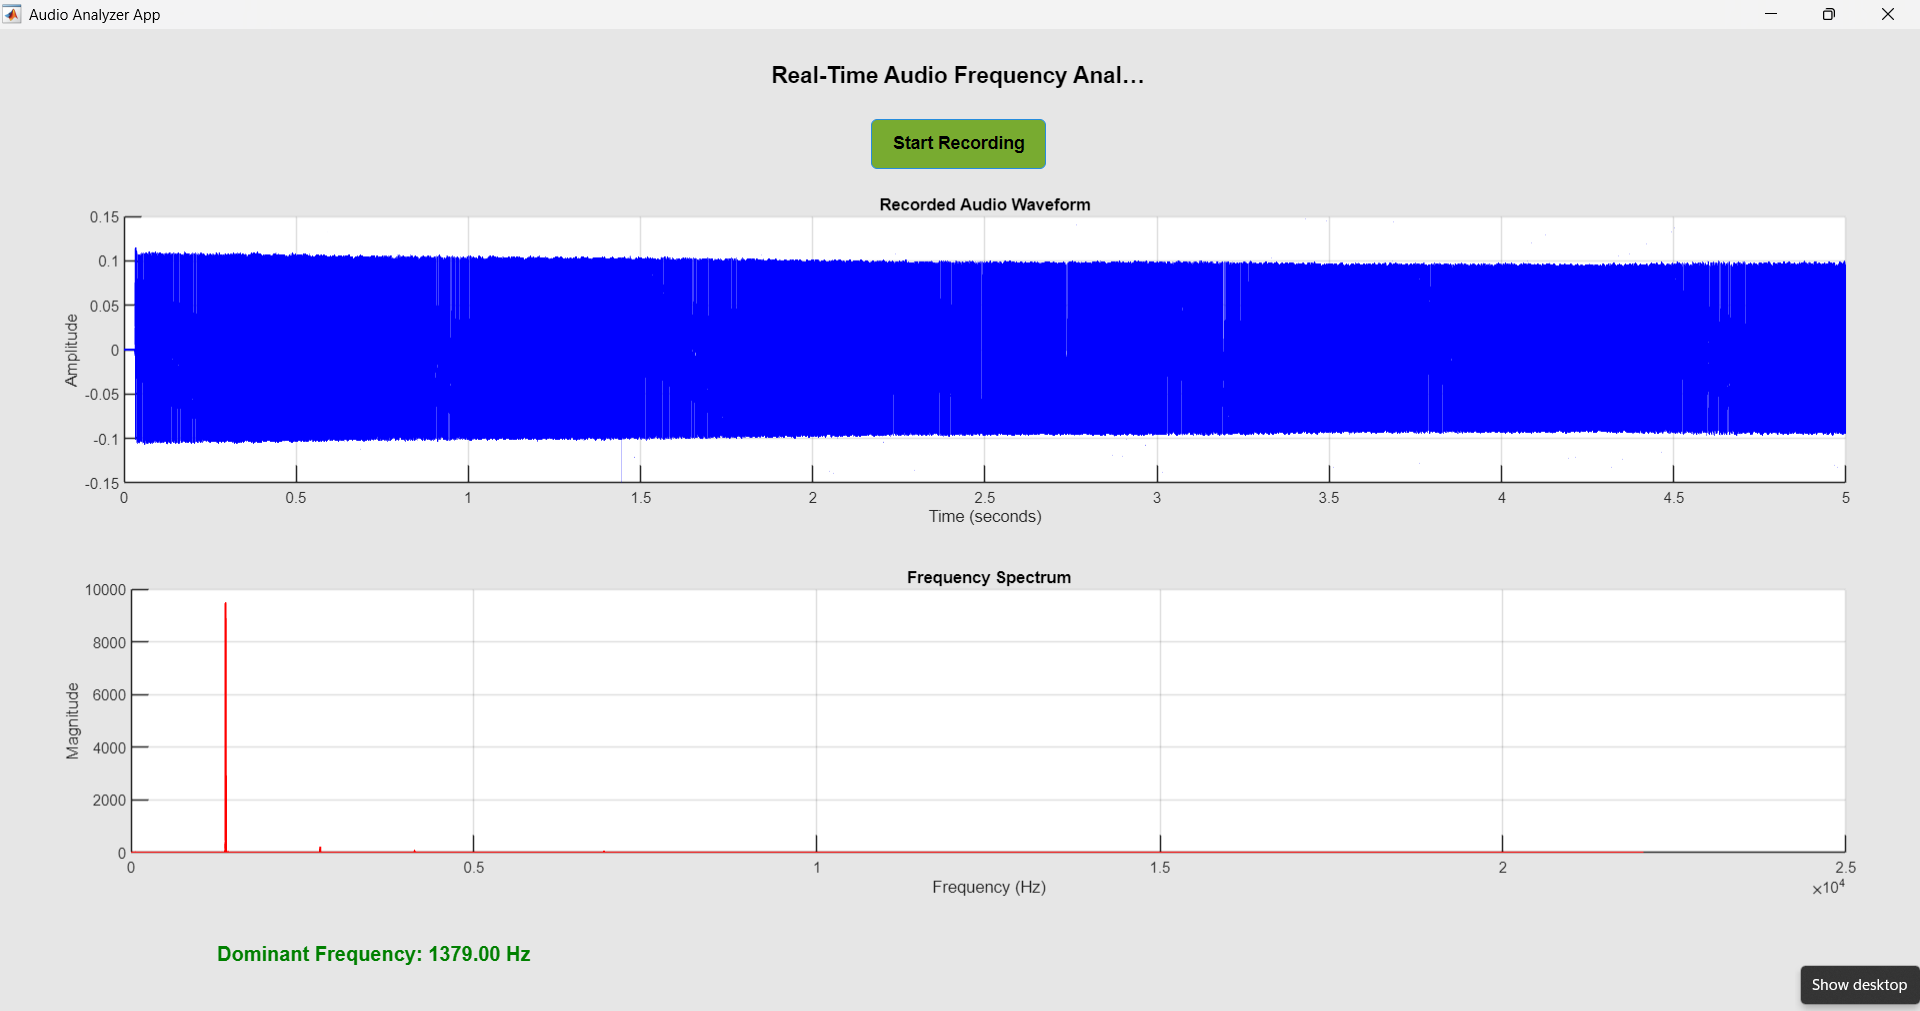 Audio Analyzer App
Real-Time Audio Frequency Anal...
Start Recording
Recorded Audio Waveform
0.15
0.1
0.05
0
-0.05
-0.1
-0.15
Amplitude
0 0.5 1 1.5 2 2.5 3 3.5 4 4.5 5
Time (seconds)
Frequency Spectrum
10000
8000
6000
4000
2000
0
Magnitude
0 0.5 1 1.5 2 2.5
Frequency (Hz)
×10⁴
Dominant Frequency: 1379.00 Hz
Show desktop